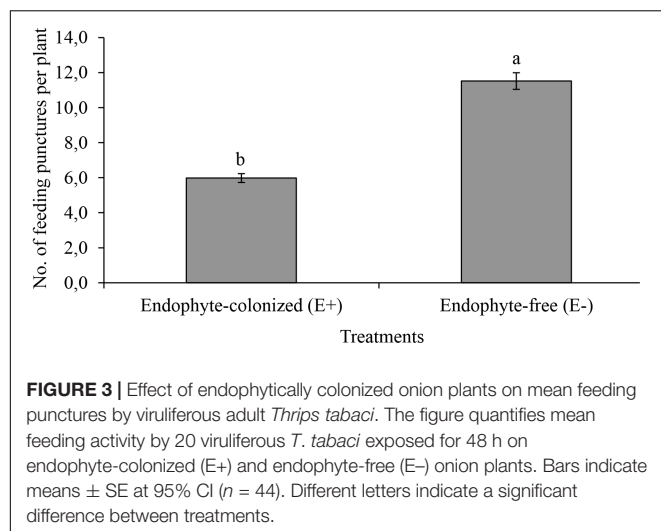 14,0
12,0
10,0
8,0
6,0
4,0
2,0
0,0
No. of feeding punctures per plant
b
a
Endophyte-colonized (E+)
Endophyte-free (E-)
Treatments
FIGURE 3 | Effect of endophytically colonized onion plants on mean feeding
punctures by viruliferous adult Thrips tabaci. The figure quantifies mean
feeding activity by 20 viruliferous T. tabaci exposed for 48 h on
endophyte-colonized (E+) and endophyte-free (E–) onion plants. Bars indicate
means ± SE at 95% CI (n = 44). Different letters indicate a significant
difference between treatments.